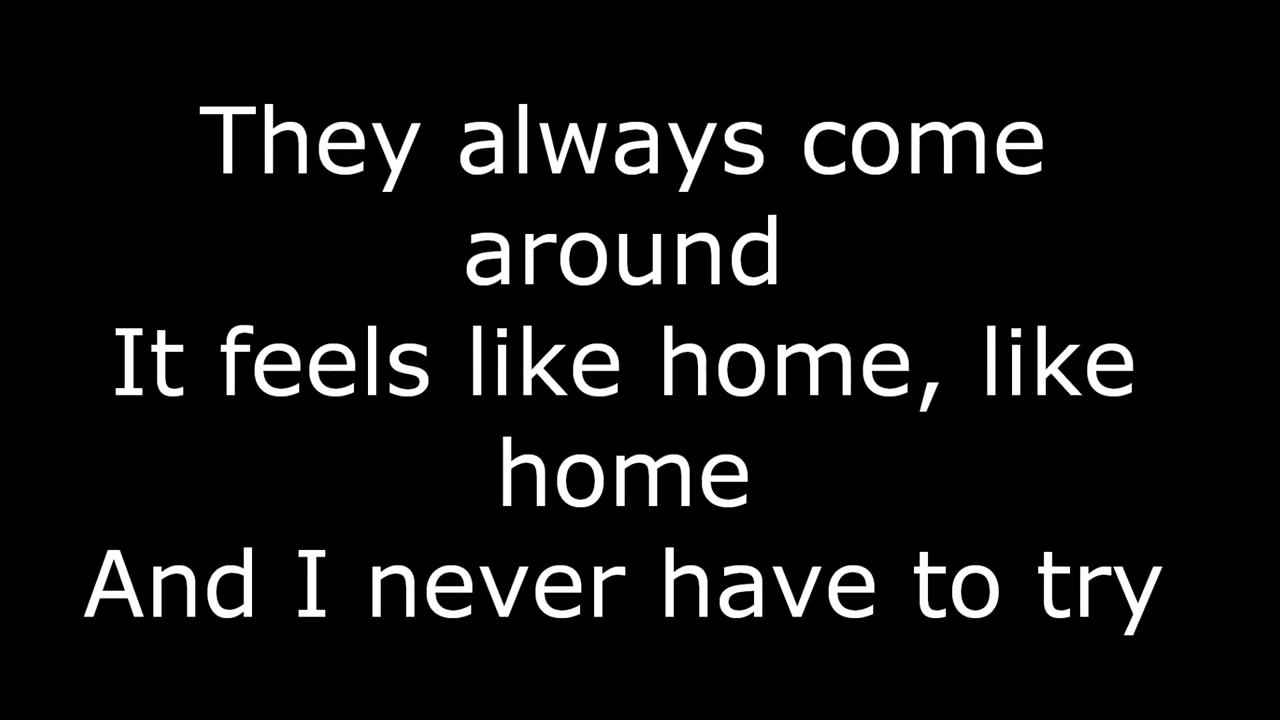 They always come
around
It feels like home, like
home
And I never have to try